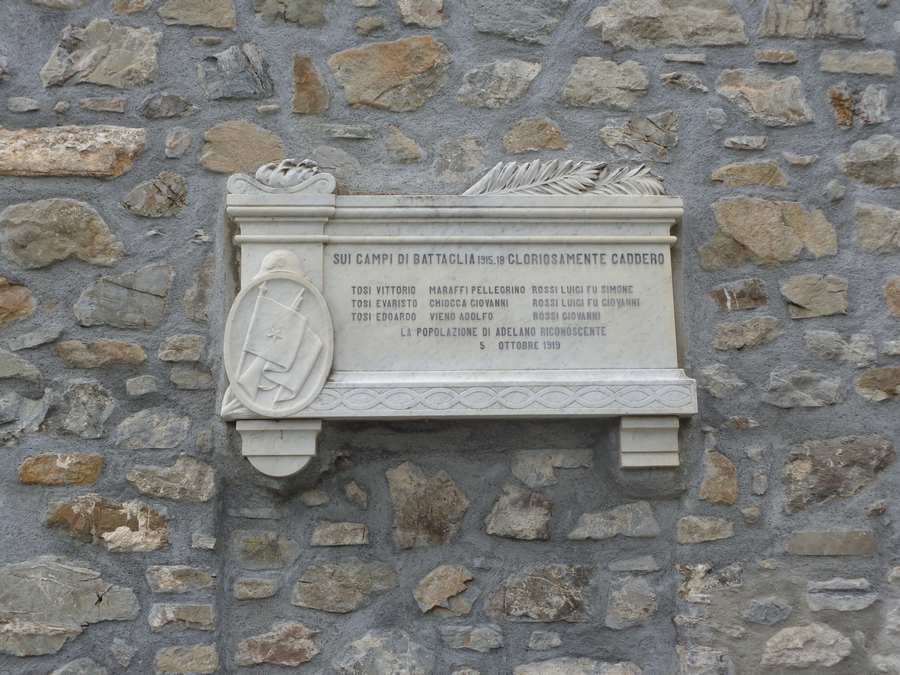 SUI CAMPI DI BATTAGLIA 1915.18 GLORIOSAMENTE CADDERO
TOSI VITTORIO MARAFFI PELLEGRINO ROSSI LUIGI FU SIMONE
TOSI EVARISTO CHIOCCA GIOVANNI ROSSI LUIGI FU GIOVANNI
TOSI EDOARDO VIENO ADOLFO ROSSI GIOVANNI
LA POPOLAZIONE DI ADELANO RICONOSCENTE
5 OTTOBRE 1919